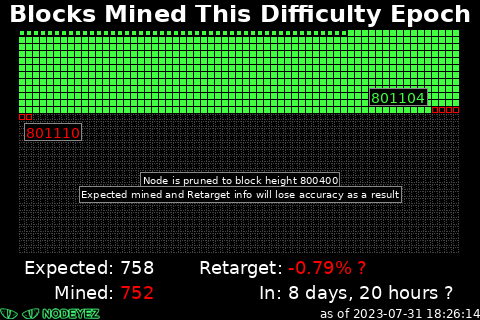 Blocks Mined This Difficulty Epoch
801104
801110
Node is pruned to block height 800400
Expected mined and Retarget info will lose accuracy as a result
Expected: 758 Retarget: -0.79% ?
Mined: 752 In: 8 days, 20 hours ?
NODEYEZ as of 2023-07-31 18:26:14